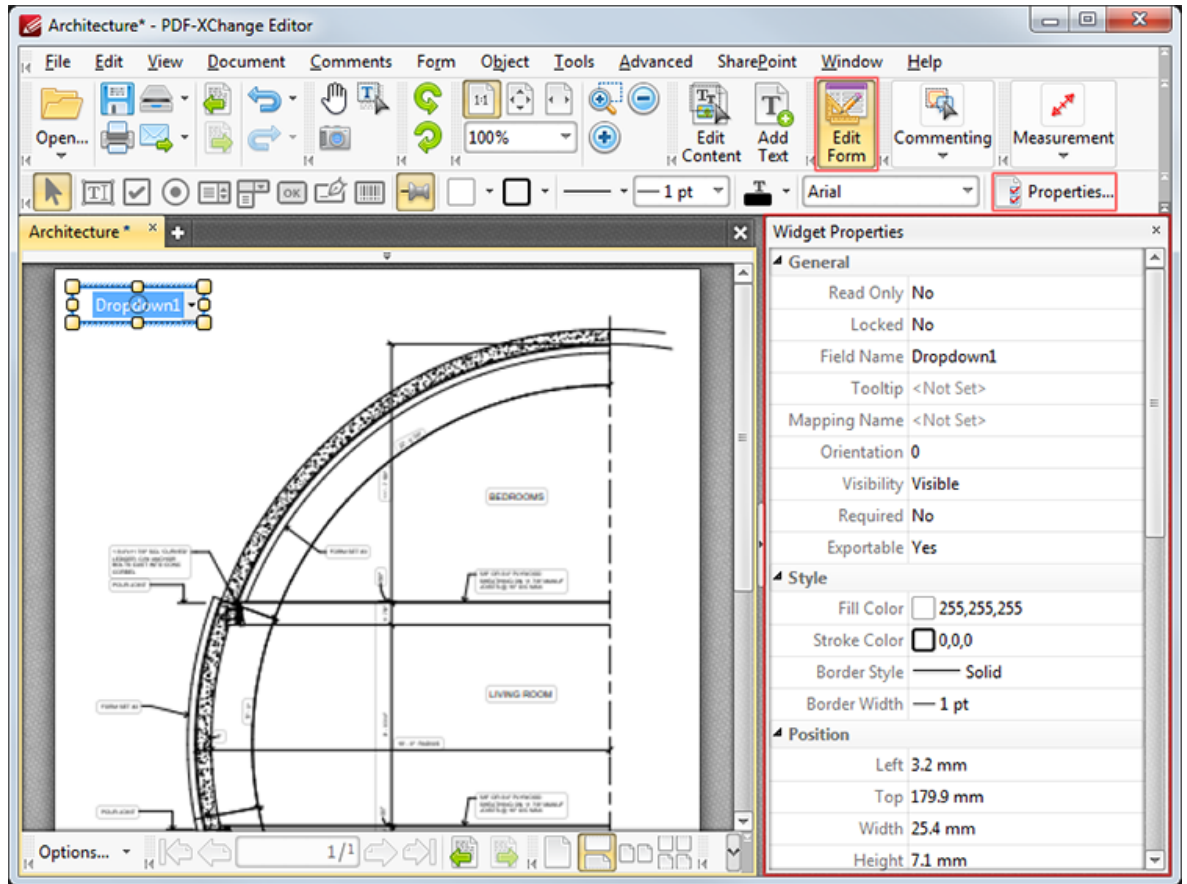 Architecture* - PDF-XChange Editor
File Edit View Document Comments Form Object Tools Advanced SharePoint Window Help
Open...
1:1
100%
Edit Content
Add Text
Edit Form
Commenting
Measurement
OK
1 pt
Arial
Properties...
Architecture *
Widget Properties
Dropdown1
General
Read Only No
Locked No
Field Name Dropdown1
Tooltip <Not Set>
Mapping Name <Not Set>
Orientation 0
Visibility Visible
Required No
Exportable Yes
Style
Fill Color 255,255,255
Stroke Color 0,0,0
Border Style Solid
Border Width 1 pt
Position
Left 3.2 mm
Top 179.9 mm
Width 25.4 mm
Height 7.1 mm
BEDROOMS
LIVING ROOM
Options...
1/1